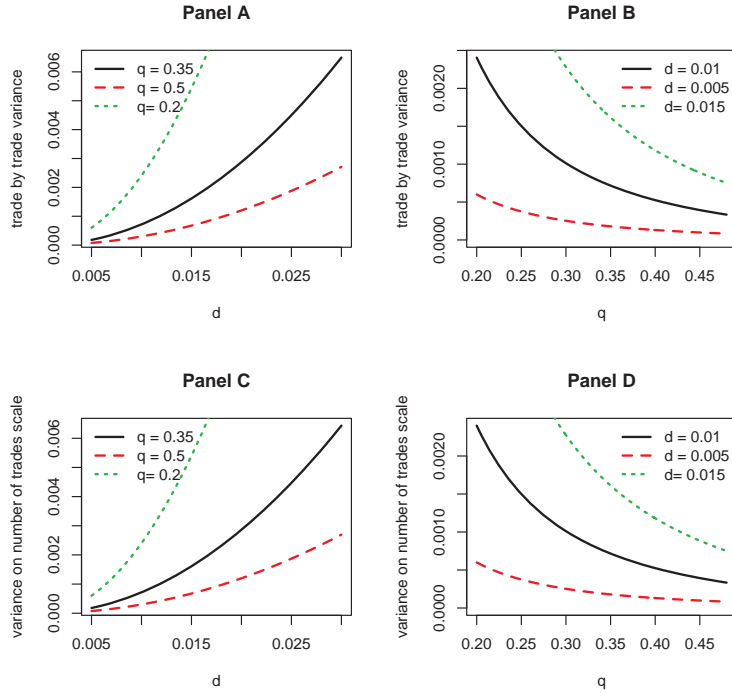 Panel A
trade by trade variance
0.000 0.002 0.004 0.006
q = 0.35
q = 0.5
q= 0.2
0.005 0.015 0.025
d
Panel B
trade by trade variance
0.0000 0.0010 0.0020
d = 0.01
d = 0.005
d= 0.015
0.20 0.25 0.30 0.35 0.40 0.45
q
Panel C
variance on number of trades scale
0.000 0.002 0.004 0.006
q = 0.35
q = 0.5
q= 0.2
0.005 0.015 0.025
d
Panel D
variance on number of trades scale
0.0000 0.0010 0.0020
d = 0.01
d = 0.005
d= 0.015
0.20 0.25 0.30 0.35 0.40 0.45
q